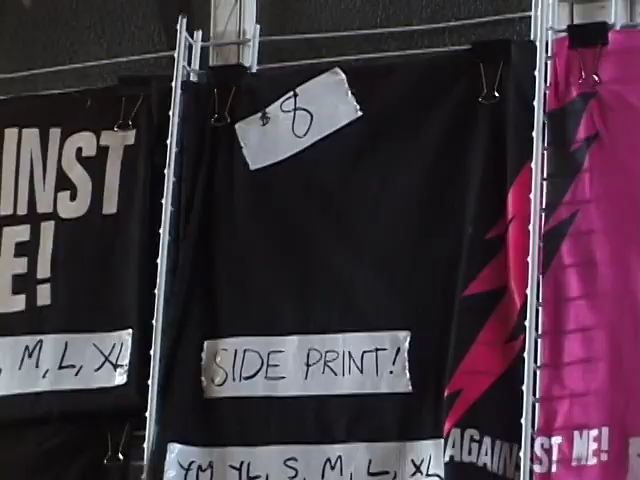 INST
E!
M, L, XL
$8
SIDE PRINT!
YM YL, S, M, L, XL
AGAINST ME!